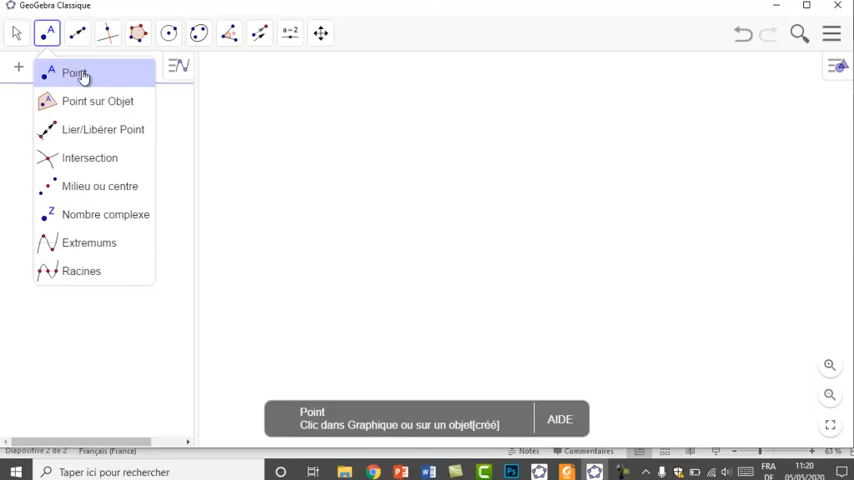 GeoGebra Classique
a=2
A Point
A Point sur Objet
Lier/Libérer Point
Intersection
Milieu ou centre
Z Nombre complexe
Extremums
Racines
Point
Clic dans Graphique ou sur un objet[créé]
AIDE
Diapositive 2 de 2 Français (France)
Notes Commentaires 63 %
Taper ici pour rechercher
FRA
DE
11:20
05/05/2020